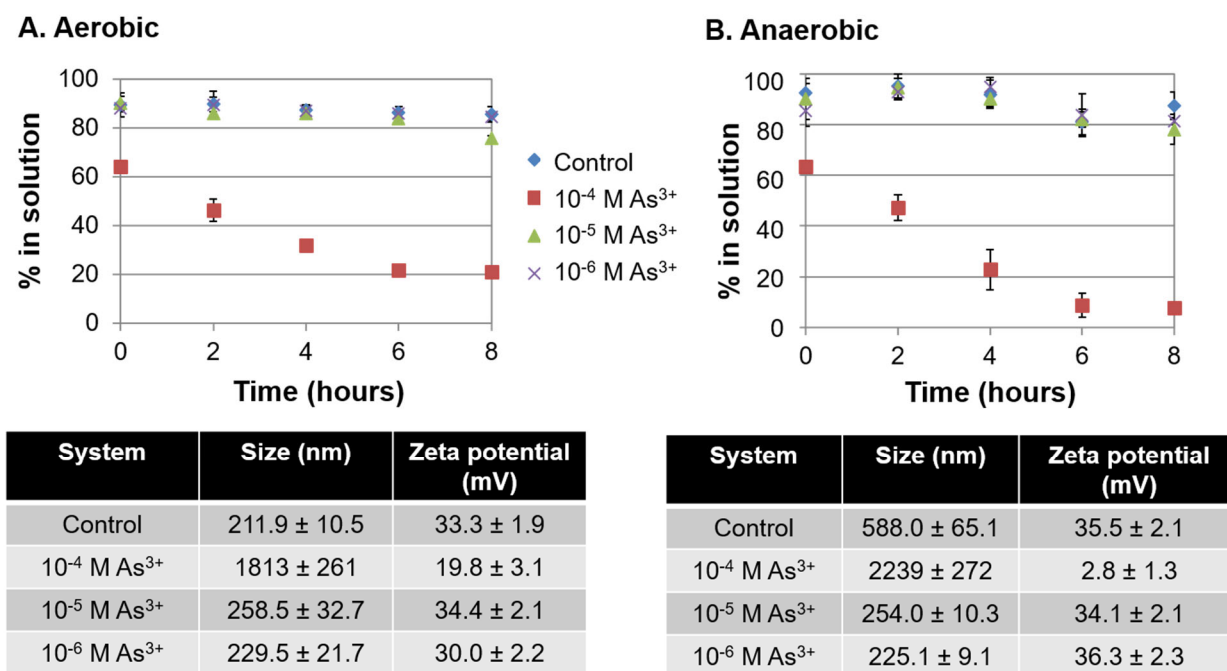 A. Aerobic
100
80
60
40
20
0
% in solution
0 2 4 6 8
Time (hours)
Control
10⁻⁴ M As³⁺
10⁻⁵ M As³⁺
10⁻⁶ M As³⁺
B. Anaerobic
100
80
60
40
20
0
% in solution
0 2 4 6 8
Time (hours)
System Size (nm) Zeta potential
(mV)
Control 211.9 ± 10.5 33.3 ± 1.9
10⁻⁴ M As³⁺ 1813 ± 261 19.8 ± 3.1
10⁻⁵ M As³⁺ 258.5 ± 32.7 34.4 ± 2.1
10⁻⁶ M As³⁺ 229.5 ± 21.7 30.0 ± 2.2
System Size (nm) Zeta potential
(mV)
Control 588.0 ± 65.1 35.5 ± 2.1
10⁻⁴ M As³⁺ 2239 ± 272 2.8 ± 1.3
10⁻⁵ M As³⁺ 254.0 ± 10.3 34.1 ± 2.1
10⁻⁶ M As³⁺ 225.1 ± 9.1 36.3 ± 2.3